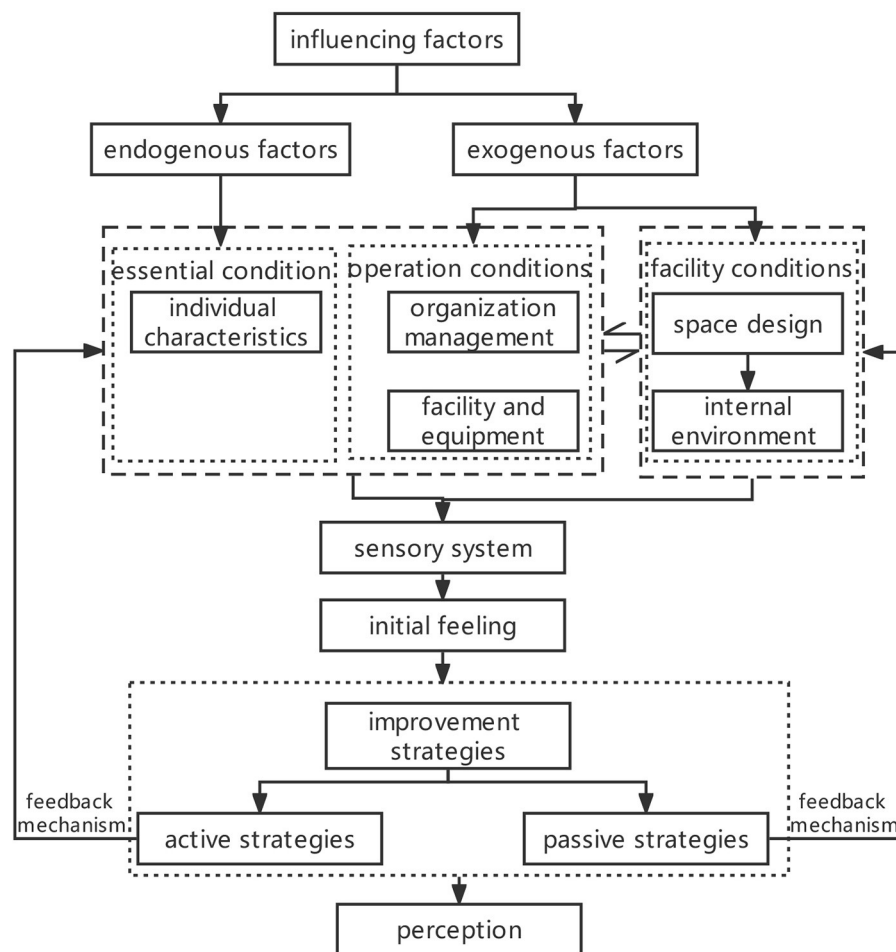 influencing factors
endogenous factors
exogenous factors
essential condition
operation conditions
facility conditions
individual
characteristics
organization
management
space design
facility and
equipment
internal
environment
sensory system
initial feeling
improvement
strategies
feedback
mechanism
feedback
mechanism
active strategies
passive strategies
perception